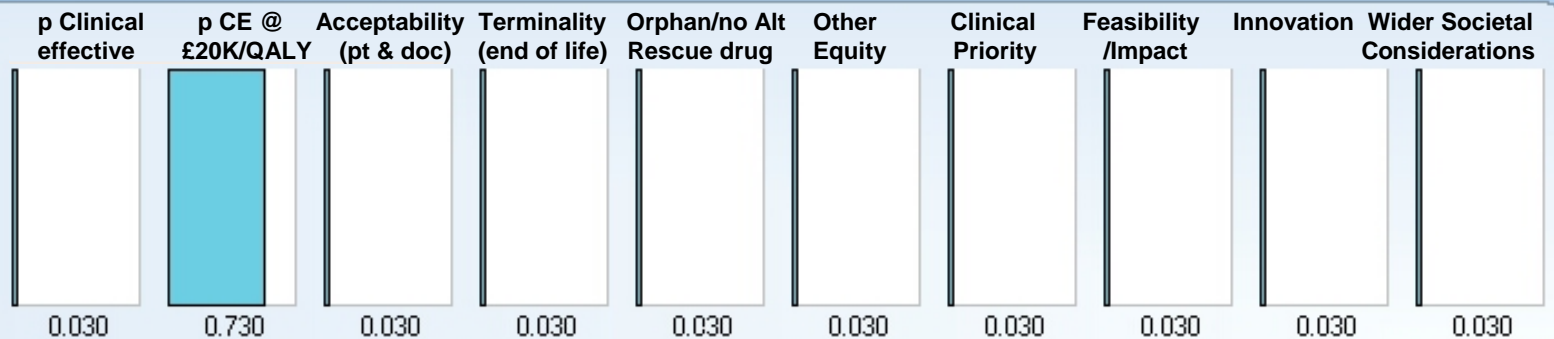 p Clinical p CE @ Acceptability Terminality Orphan/no Alt Other Clinical Feasibility Innovation Wider Societal
effective £20K/QALY (pt & doc) (end of life) Rescue drug Equity Priority /Impact Considerations
0.030 0.730 0.030 0.030 0.030 0.030 0.030 0.030 0.030 0.030